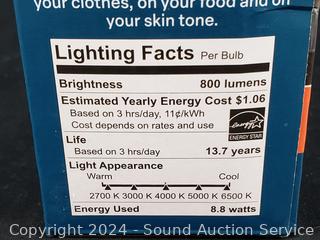 your clothes, on your food and on
your skin tone.
Lighting Facts Per Bulb
Brightness 800 lumens
Estimated Yearly Energy Cost $1.06
Based on 3 hrs/day, 11¢/kWh
Cost depends on rates and use
ENERGY STAR
Life
Based on 3 hrs/day 13.7 years
Light Appearance
Warm Cool
2700 K 3000 K 4000 K 5000 K 6500 K
Energy Used 8.8 watts
Copyright 2024 - Sound Auction Service